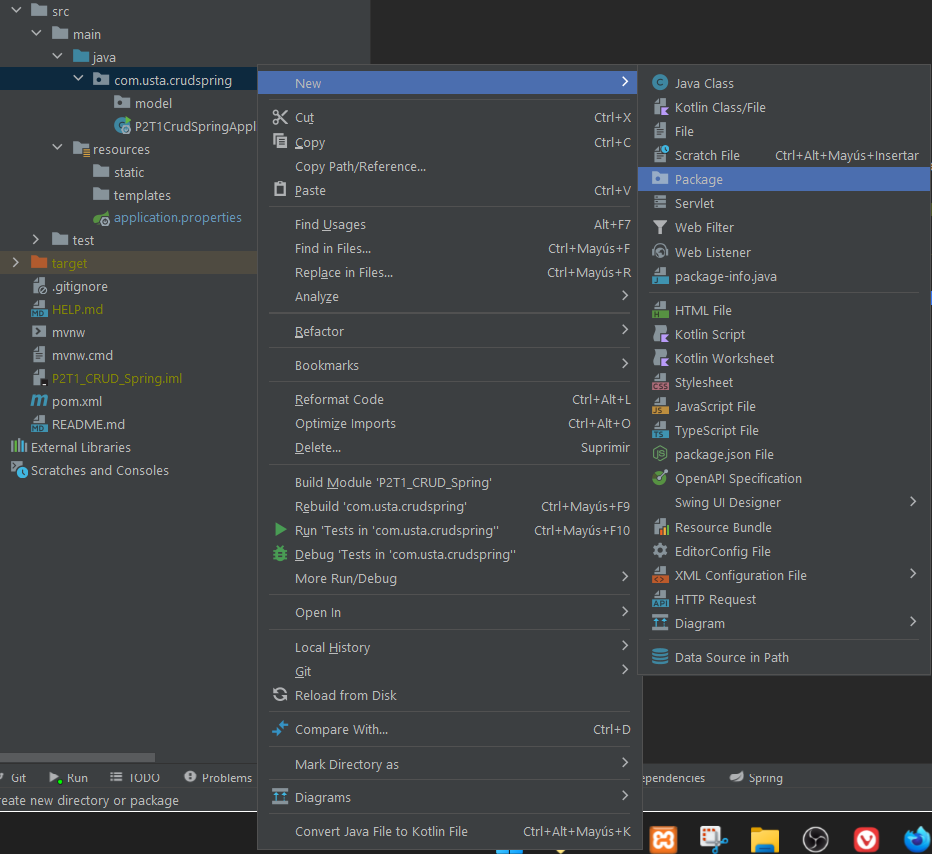 src
main
java
com.usta.crudspring
model
P2T1CrudSpringAppl
resources
static
templates
application.properties
test
target
.gitignore
HELP.md
mvnw
mvnw.cmd
P2T1_CRUD_Spring.iml
pom.xml
README.md
External Libraries
Scratches and Consoles
New
Cut Ctrl+X
Copy Ctrl+C
Copy Path/Reference...
Paste Ctrl+V
Find Usages Alt+F7
Find in Files... Ctrl+Mayús+F
Replace in Files... Ctrl+Mayús+R
Analyze
Refactor
Bookmarks
Reformat Code Ctrl+Alt+L
Optimize Imports Ctrl+Alt+O
Delete... Suprimir
Build Module 'P2T1_CRUD_Spring'
Rebuild 'com.usta.crudspring' Ctrl+Mayús+F9
Run 'Tests in 'com.usta.crudspring'' Ctrl+Mayús+F10
Debug 'Tests in 'com.usta.crudspring''
More Run/Debug
Open In
Local History
Git
Reload from Disk
Compare With... Ctrl+D
Mark Directory as
Diagrams
Convert Java File to Kotlin File Ctrl+Alt+Mayús+K
Java Class
Kotlin Class/File
File
Scratch File Ctrl+Alt+Mayús+Insertar
Package
Servlet
Web Filter
Web Listener
package-info.java
HTML File
Kotlin Script
Kotlin Worksheet
Stylesheet
JavaScript File
TypeScript File
package.json File
OpenAPI Specification
Swing UI Designer
Resource Bundle
EditorConfig File
XML Configuration File
HTTP Request
Diagram
Data Source in Path
Git Run TODO Problems ependencies Spring
reate new directory or package